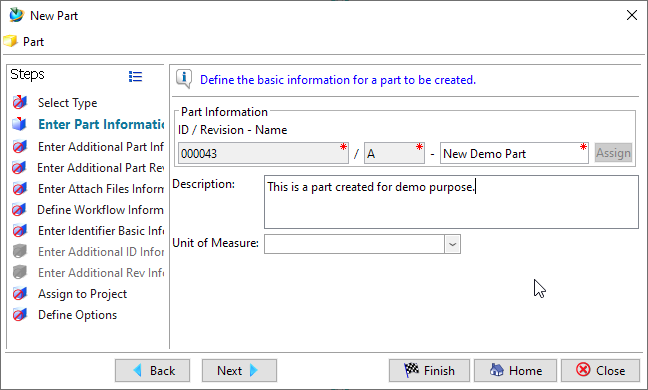 New Part
Part
Steps
Select Type
Enter Part Informatio
Enter Additional Part Inf
Enter Additional Part Rev
Enter Attach Files Inform
Define Workflow Inform
Enter Identifier Basic Info
Enter Additional ID Infor
Enter Additional Rev Info
Assign to Project
Define Options
Define the basic information for a part to be created.
Part Information
ID / Revision - Name
000043 * / A * - New Demo Part * Assign
Description: This is a part created for demo purpose.
Unit of Measure:
Back Next Finish Home Close